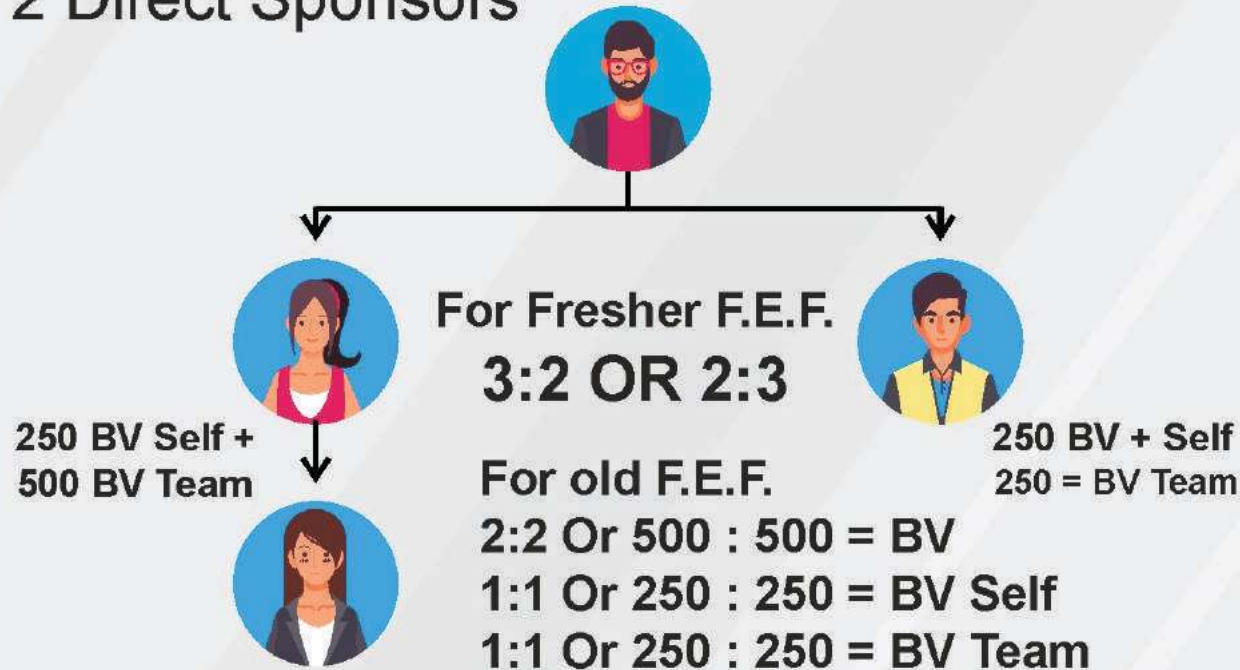 2 Direct Sponsors
For Fresher F.E.F.
3:2 OR 2:3
250 BV Self +
500 BV Team
250 BV + Self
250 = BV Team
For old F.E.F.
2:2 Or 500 : 500 = BV
1:1 Or 250 : 250 = BV Self
1:1 Or 250 : 250 = BV Team